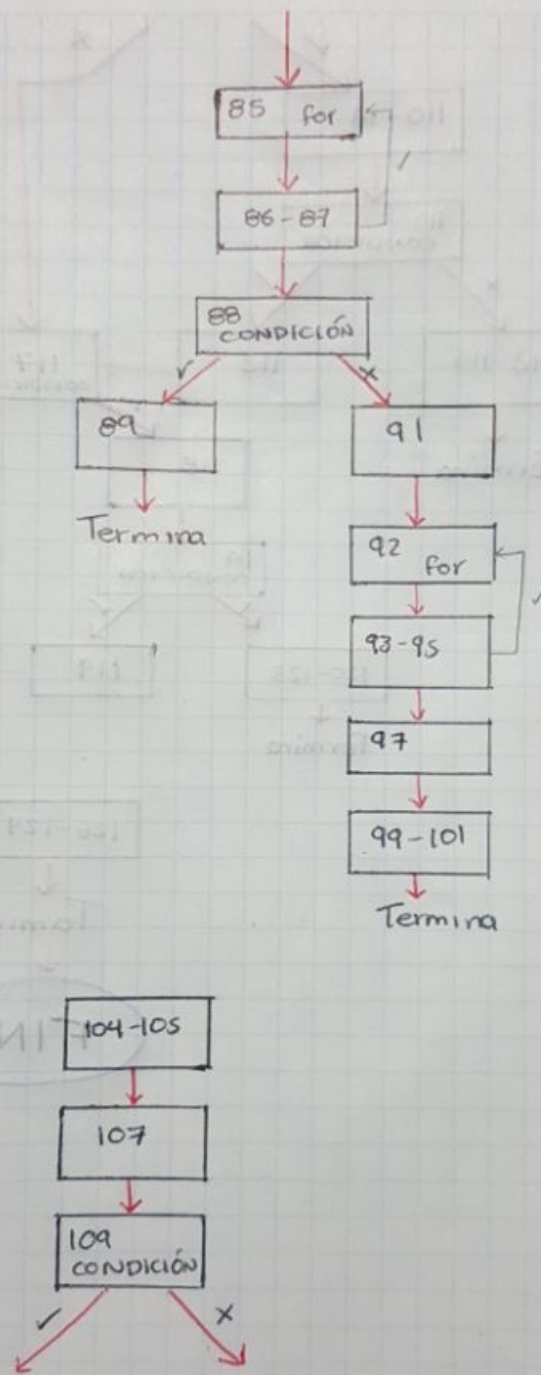 85 for
86-87
88
CONDICIÓN
✓ x
89
91
Termina
92
for
93-95
✓
97
99-101
Termina
104-105
107
109
CONDICIÓN
✓ x